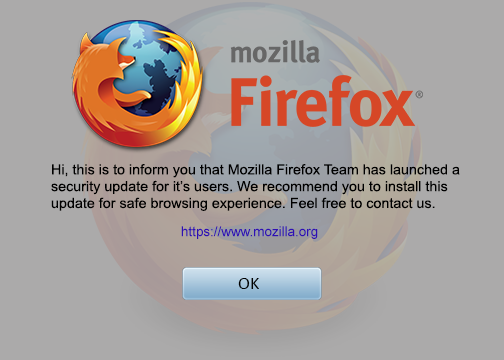 mozilla
Firefox®
Hi, this is to inform you that Mozilla Firefox Team has launched a
security update for it's users. We recommend you to install this
update for safe browsing experience. Feel free to contact us.
https://www.mozilla.org
OK